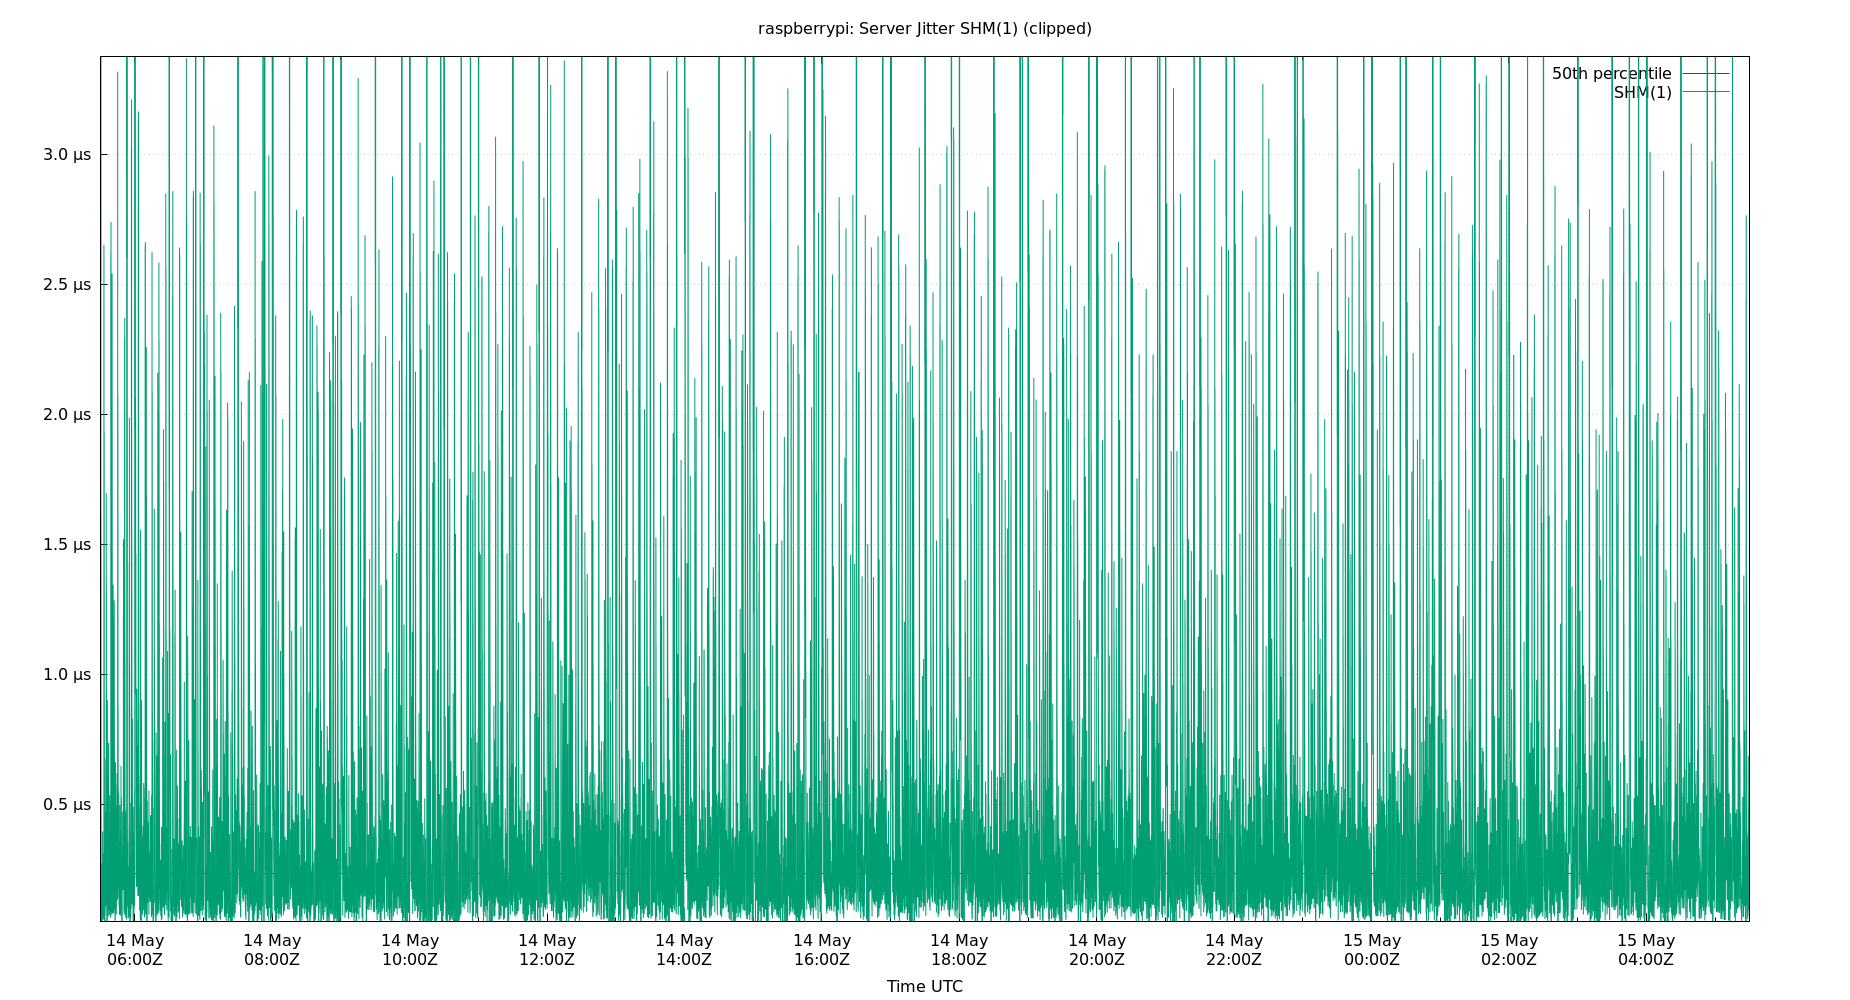 raspberrypi: Server Jitter SHM(1) (clipped)
50th percentile
SHM(1)
3.0 µs
2.5 µs
2.0 µs
1.5 µs
1.0 µs
0.5 µs
14 May 14 May 14 May 14 May 14 May 14 May 14 May 14 May 14 May 15 May 15 May 15 May
06:00Z 08:00Z 10:00Z 12:00Z 14:00Z 16:00Z 18:00Z 20:00Z 22:00Z 00:00Z 02:00Z 04:00Z
Time UTC